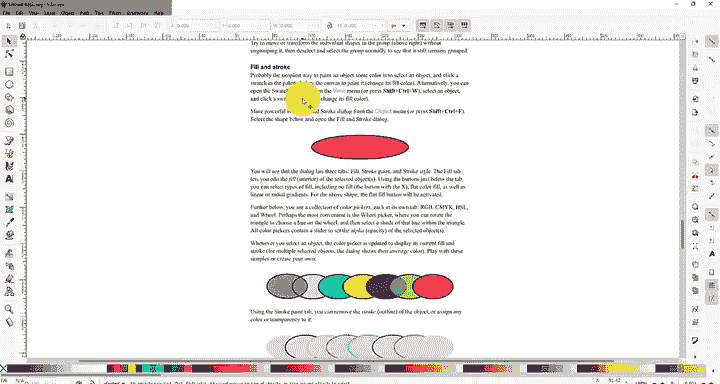 Try to move or transform the individual shapes in the group (above right) without
ungrouping it, then deselect and select the group normally to see that it still remains grouped.
Fill and stroke
Probably the simplest way to paint an object some color is to select an object, and click a
swatch in the palette below the canvas to paint it (change its fill color). Alternatively, you can
open the Swatches from the View menu (or press Shift+Ctrl+W), select an object,
and click a change its fill color).
More powerful and Stroke dialog from the Object menu (or press Shift+Ctrl+F).
Select the shape below and open the Fill and Stroke dialog.
You will see that the dialog has three tabs: Fill, Stroke paint, and Stroke style. The Fill tab
lets you edit the fill (interior) of the selected object(s). Using the buttons just below the tab,
you can select types of fill, including no fill (the button with the X), flat color fill, as well as
linear or radial gradients. For the above shape, the flat fill button will be activated.
Further below, you see a collection of color pickers, each in its own tab: RGB, CMYK, HSL,
and Wheel. Perhaps the most convenient is the Wheel picker, where you can rotate the
triangle to choose a hue on the wheel, and then select a shade of that hue within the triangle.
All color pickers contain a slider to set the alpha (opacity) of the selected object(s).
Whenever you select an object, the color picker is updated to display its current fill and
stroke (for multiple selected objects, the dialog shows their average color). Play with these
samples or create your own:
Using the Stroke paint tab, you can remove the stroke (outline) of the object, or assign any
color or transparency to it: